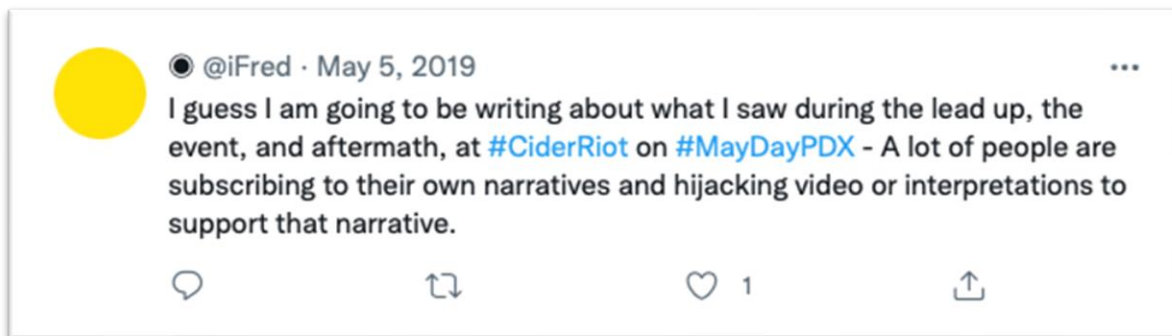 @iFred · May 5, 2019
I guess I am going to be writing about what I saw during the lead up, the
event, and aftermath, at #CiderRiot on #MayDayPDX - A lot of people are
subscribing to their own narratives and hijacking video or interpretations to
support that narrative.
1